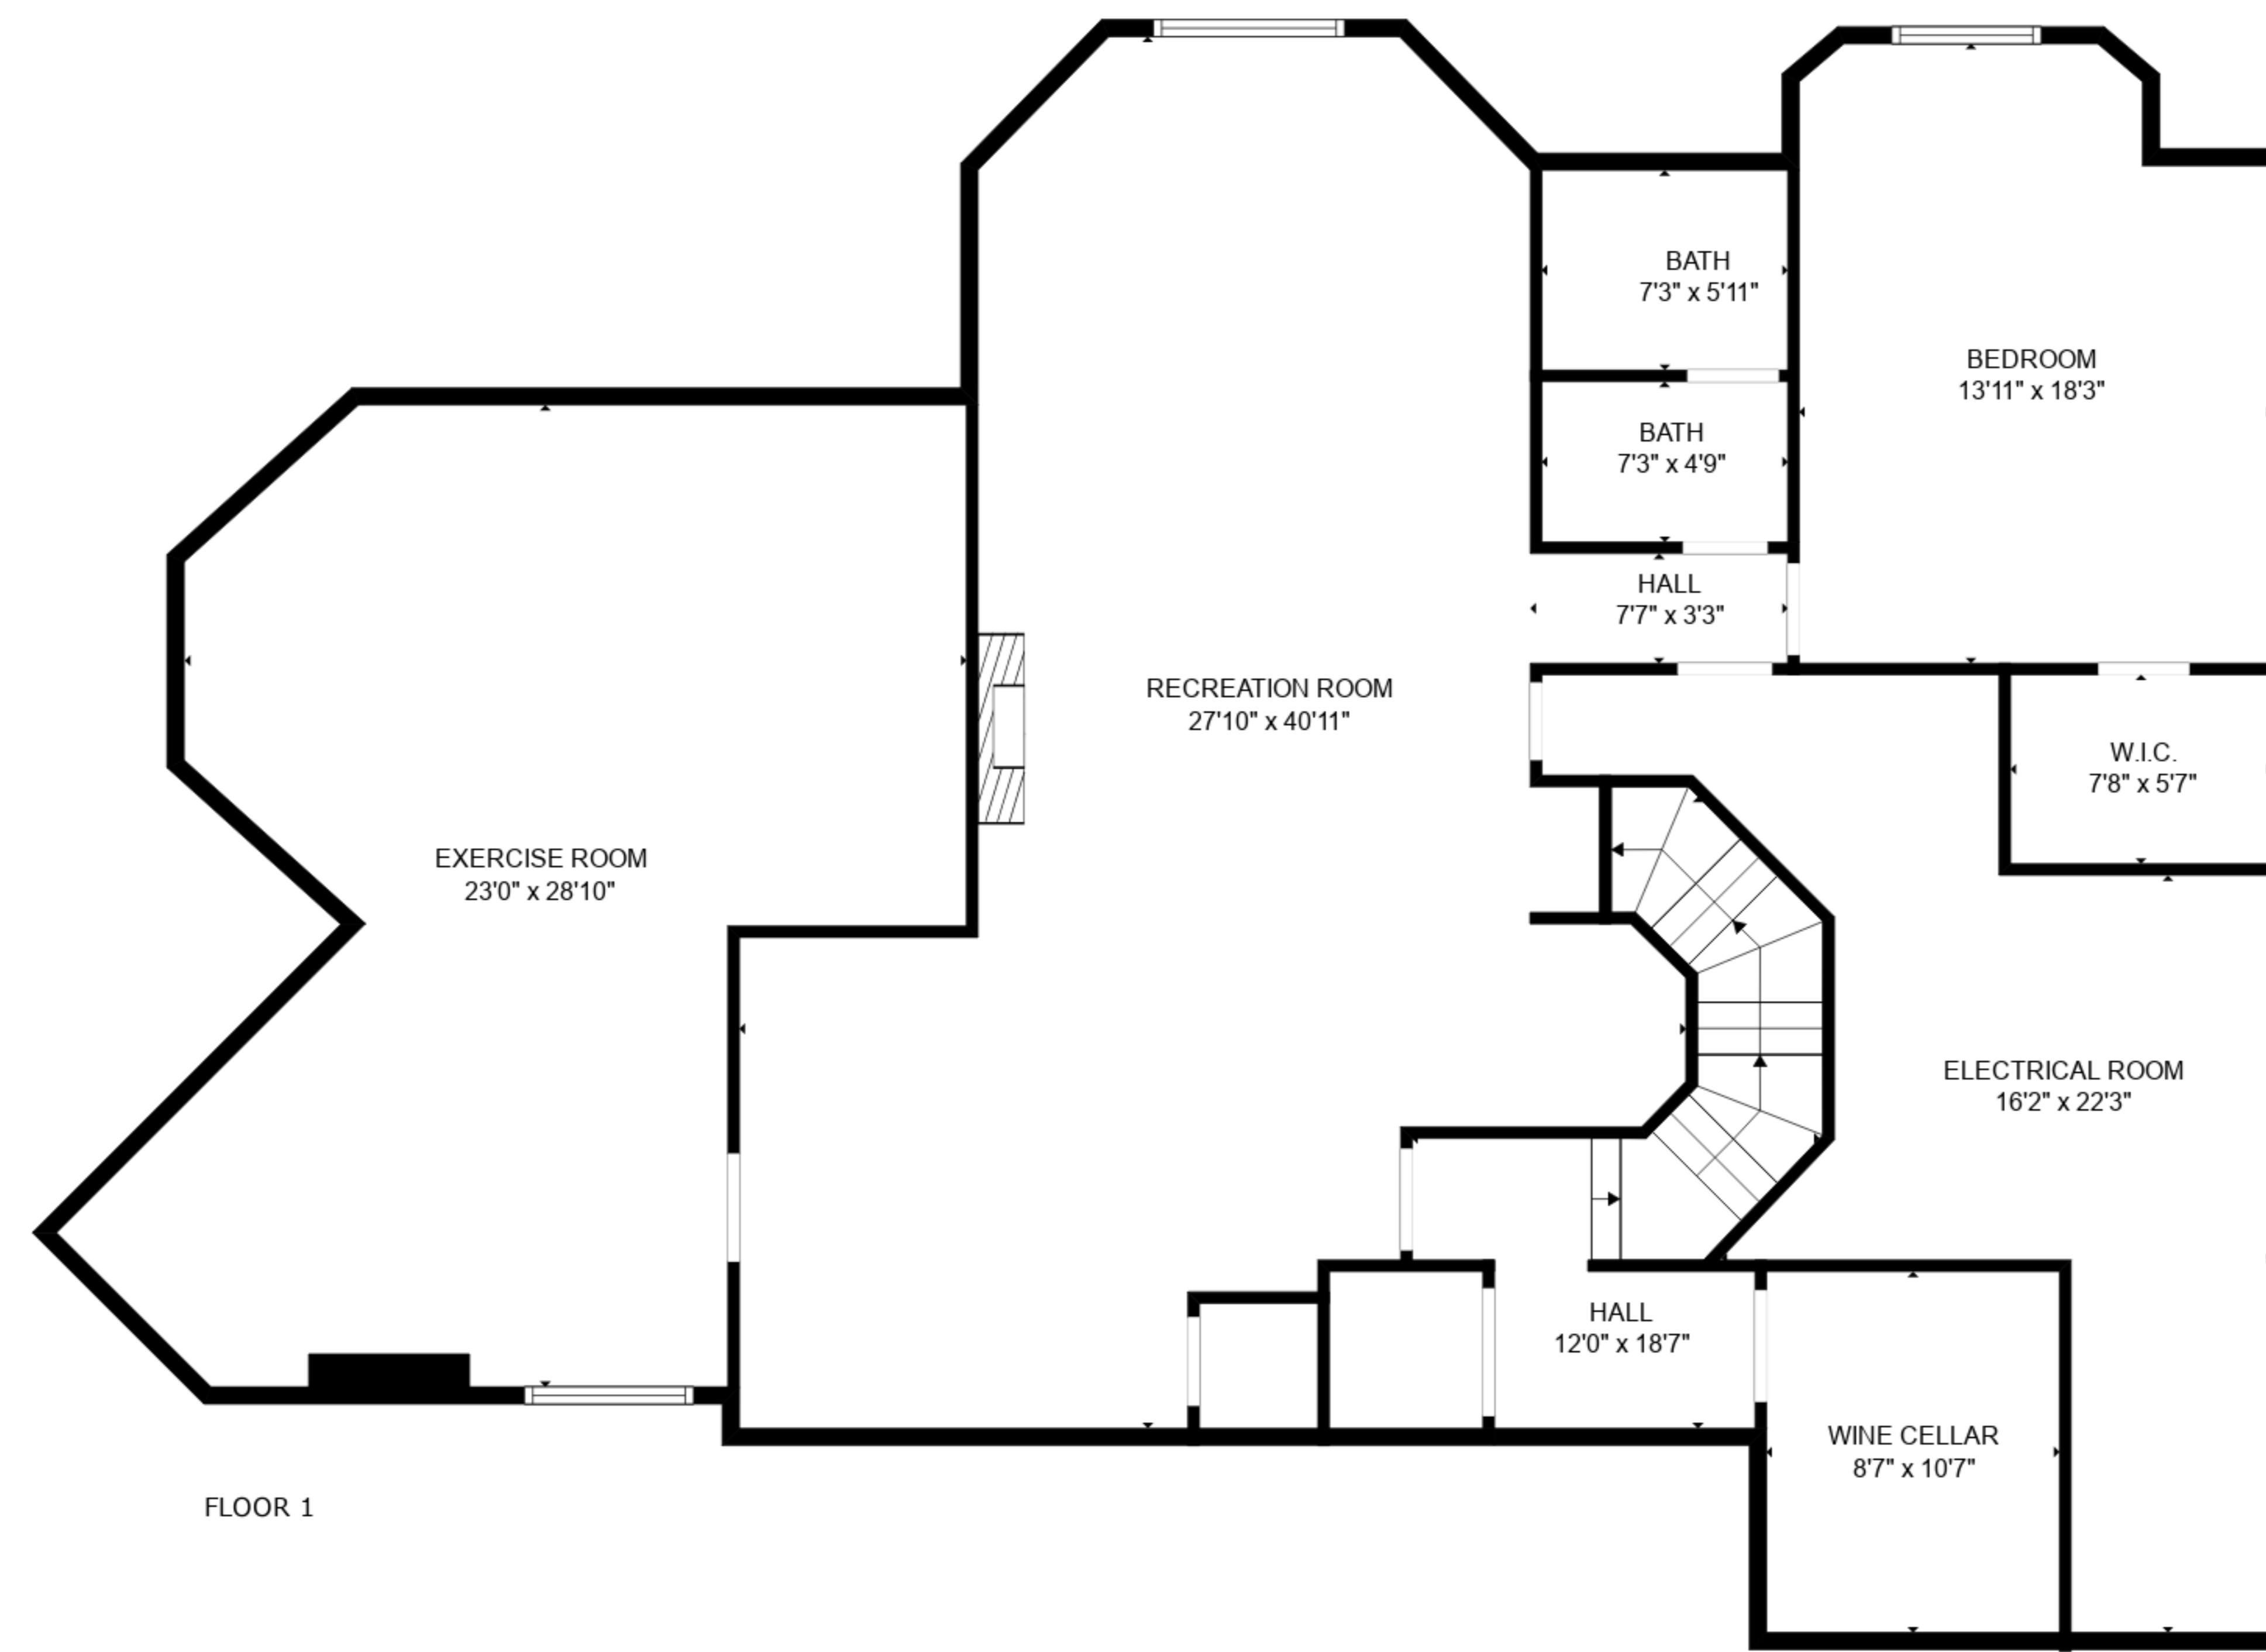 BATH
7'3" x 5'11"
BEDROOM
13'11" x 18'3"
BATH
7'3" x 4'9"
HALL
7'7" x 3'3"
RECREATION ROOM
27'10" x 40'11"
W.I.C.
7'8" x 5'7"
EXERCISE ROOM
23'0" x 28'10"
ELECTRICAL ROOM
16'2" x 22'3"
HALL
12'0" x 18'7"
WINE CELLAR
8'7" x 10'7"
FLOOR 1